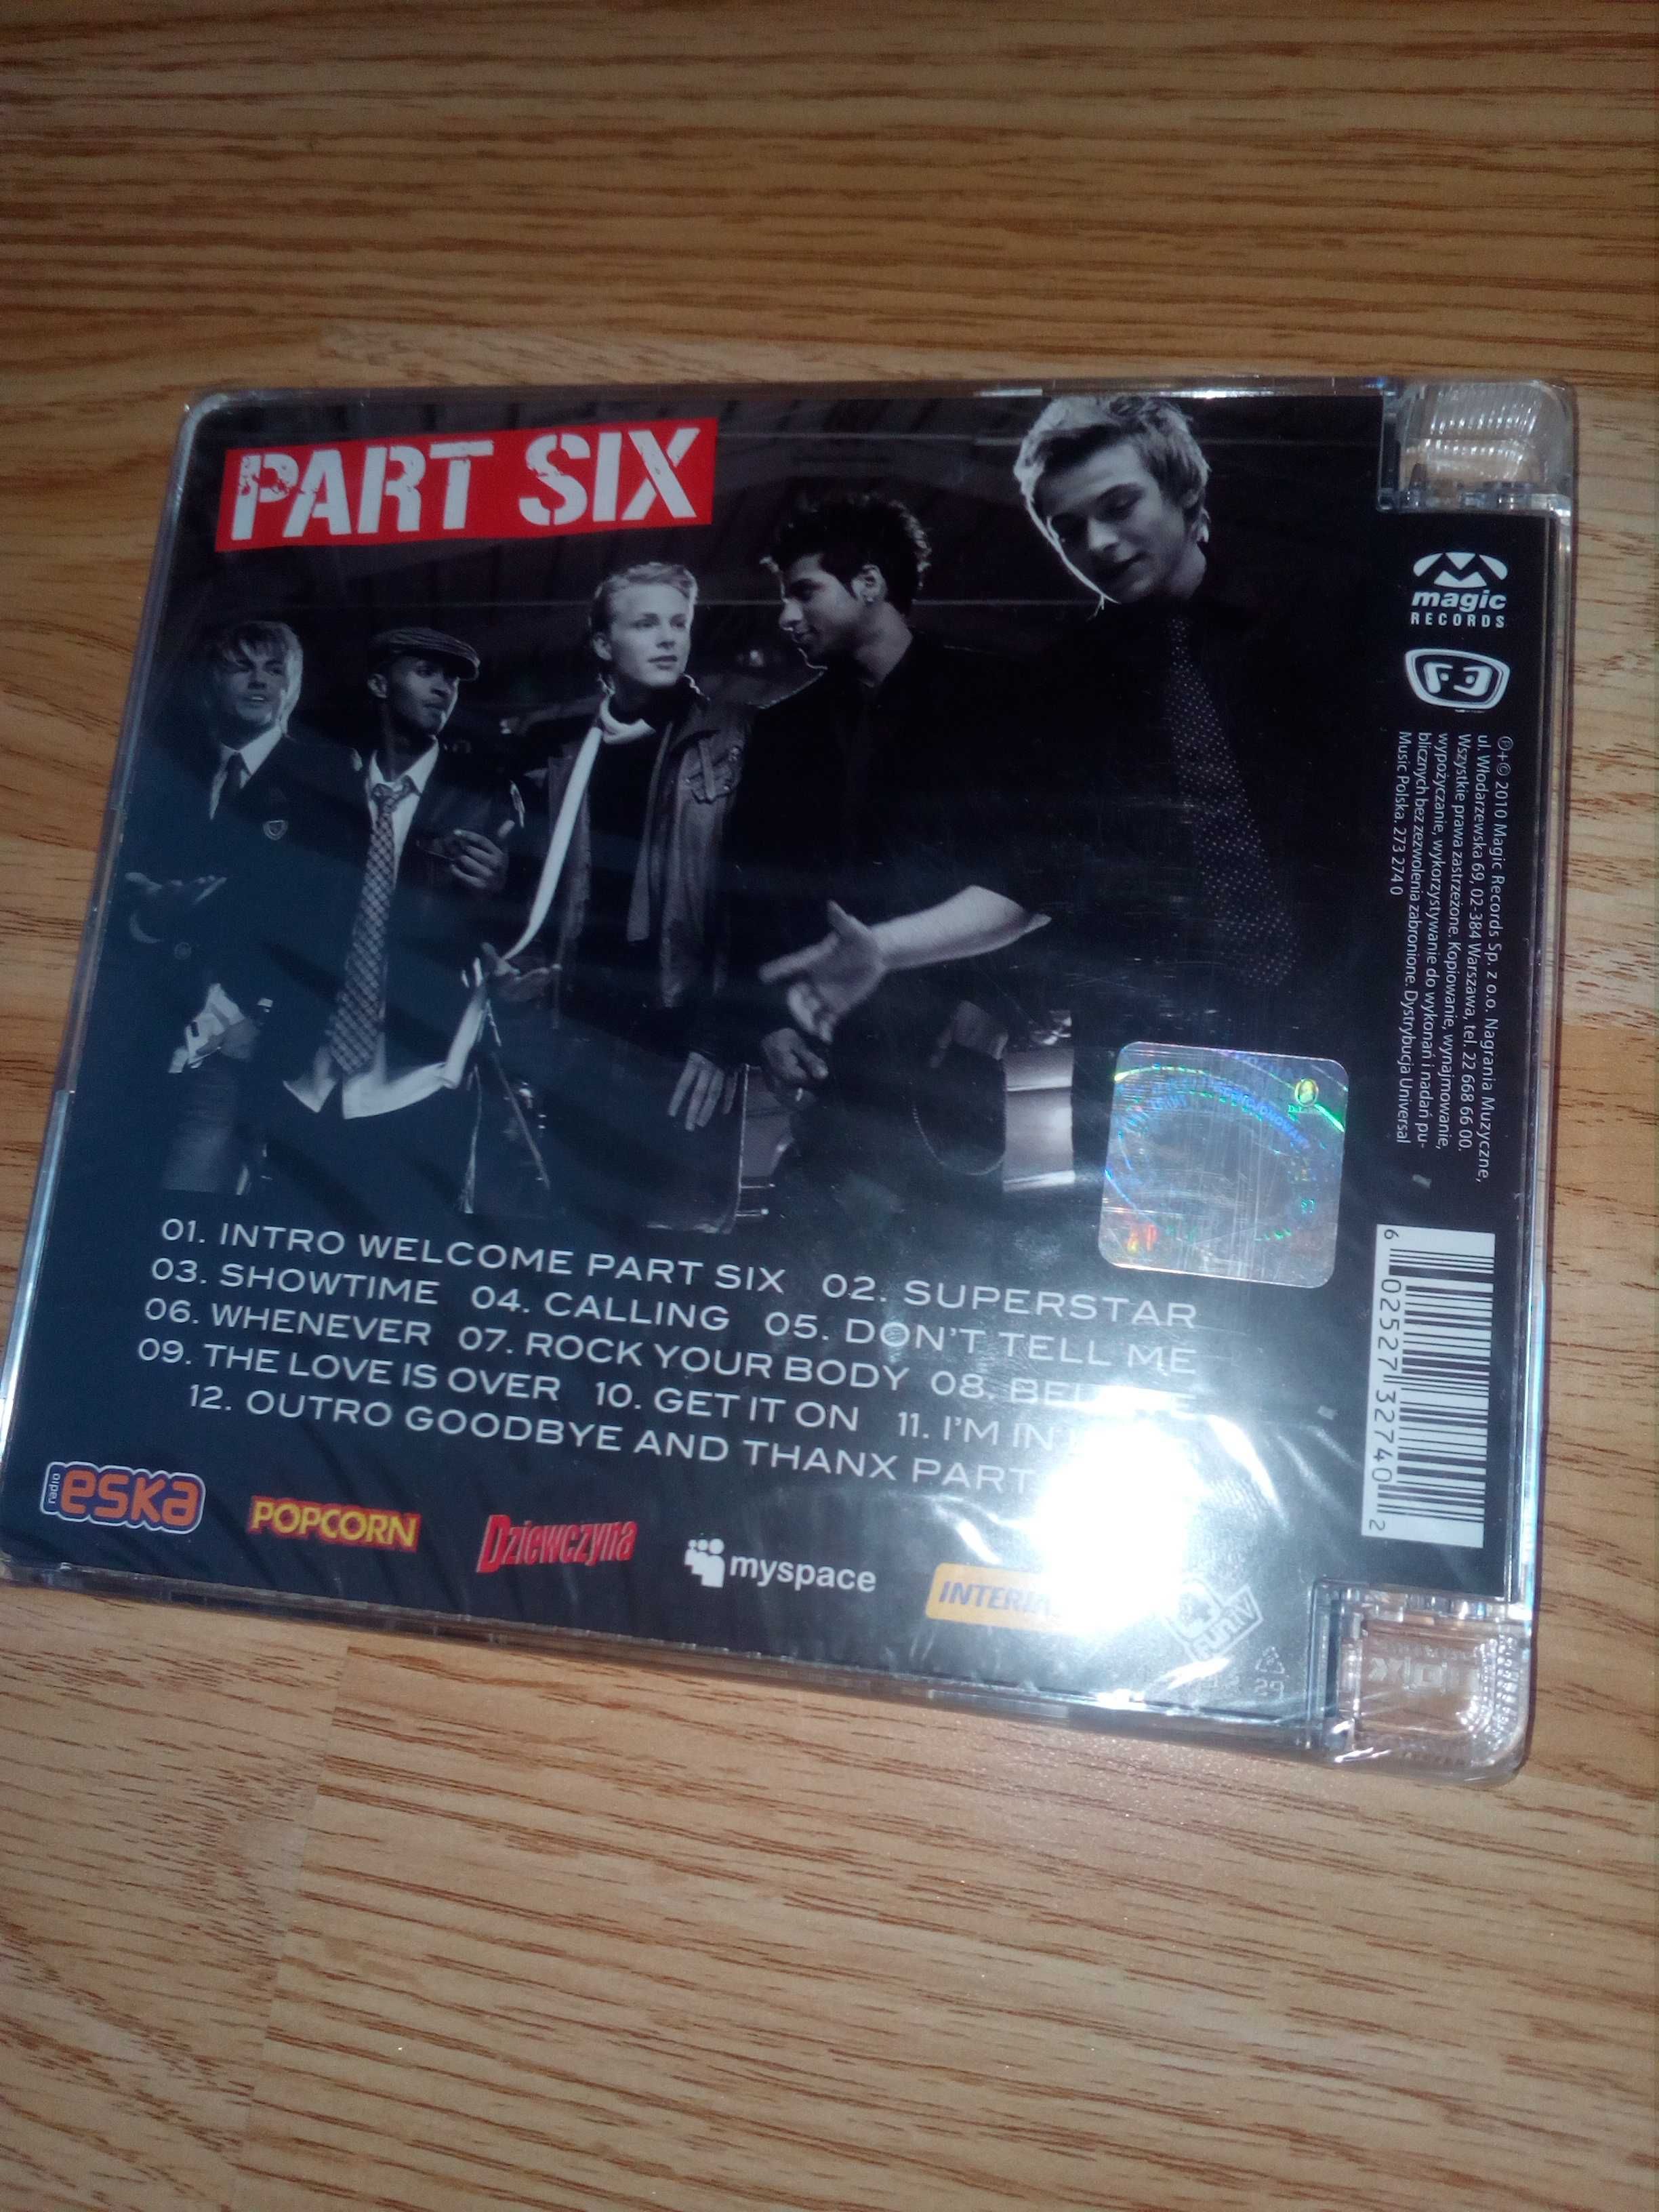 PART SIX
magic
RECORDS
℗+© 2010 Magic Records Sp. z o.o. Nagrania Muzyczne,
ul. Włodarzewska 69, 02-384 Warszawa, tel. 22 668 66 00.
Wszystkie prawa zastrzeżone. Kopiowanie, wynajmowanie,
wypożyczanie, wykorzystywanie do wykonań i nadań pu-
blicznych bez zezwolenia zabronione. Dystrybucja Universal
Music Polska. 273 274 0
01. INTRO WELCOME PART SIX 02. SUPERSTAR
03. SHOWTIME 04. CALLING 05. DON'T TELL ME
06. WHENEVER 07. ROCK YOUR BODY 08.
09. THE LOVE IS OVER 10. GET IT ON 11. I'M IN
12. OUTRO GOODBYE AND THANX PART
6 02527 32740 2
radio eska
POPCORN
Dziewczyna
myspace
INTERIA
29